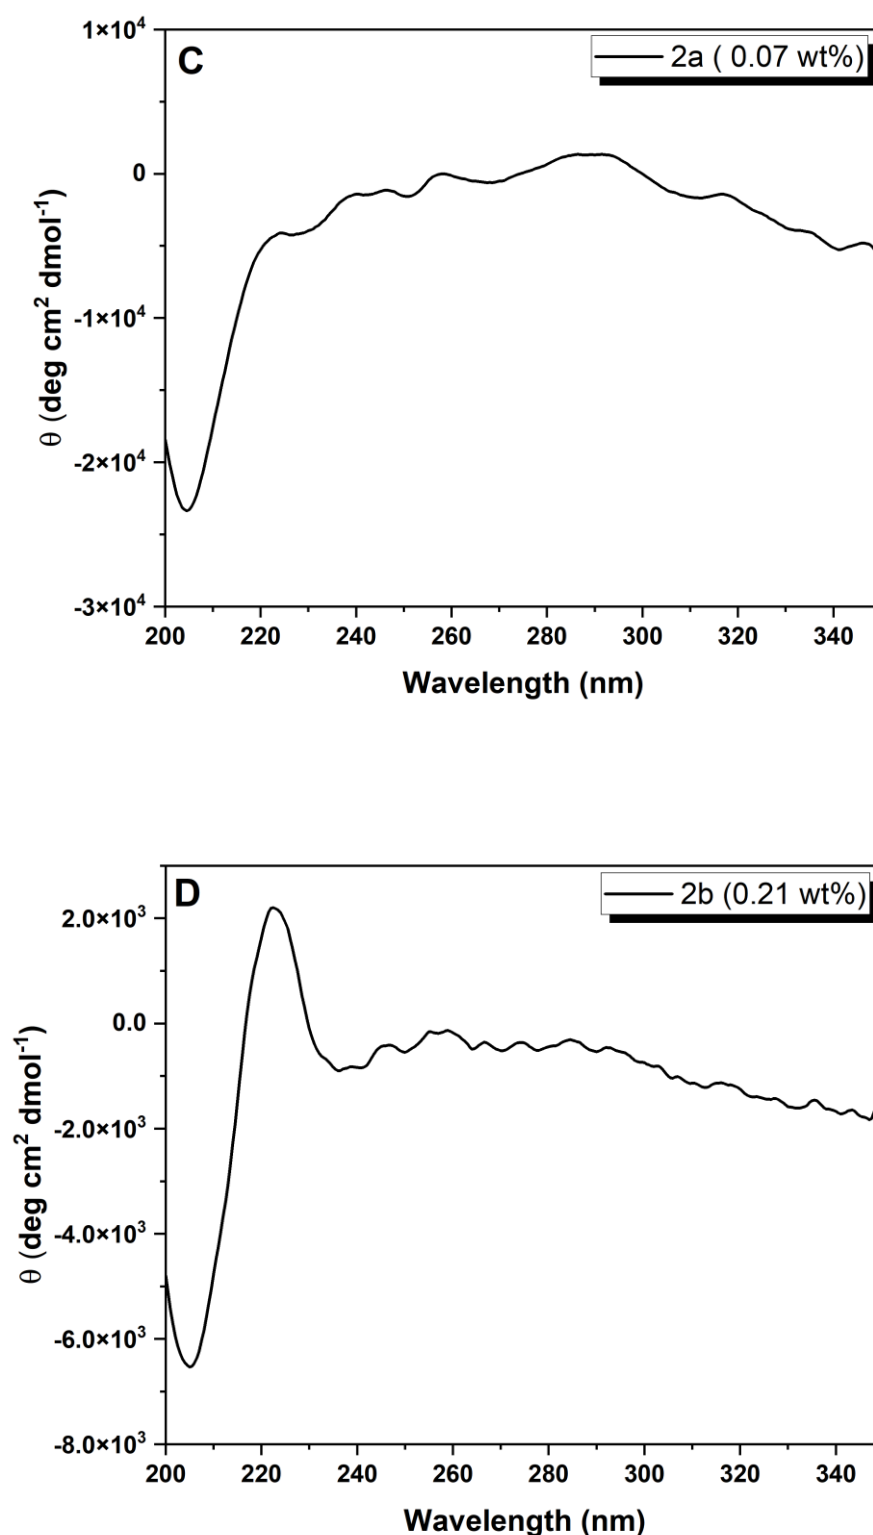 C
2a ( 0.07 wt%)
1×10⁴
0
-1×10⁴
-2×10⁴
-3×10⁴
θ (deg cm² dmol⁻¹)
200 220 240 260 280 300 320 340
Wavelength (nm)
D
2b (0.21 wt%)
2.0×10³
0.0
-2.0×10³
-4.0×10³
-6.0×10³
-8.0×10³
θ (deg cm² dmol⁻¹)
200 220 240 260 280 300 320 340
Wavelength (nm)